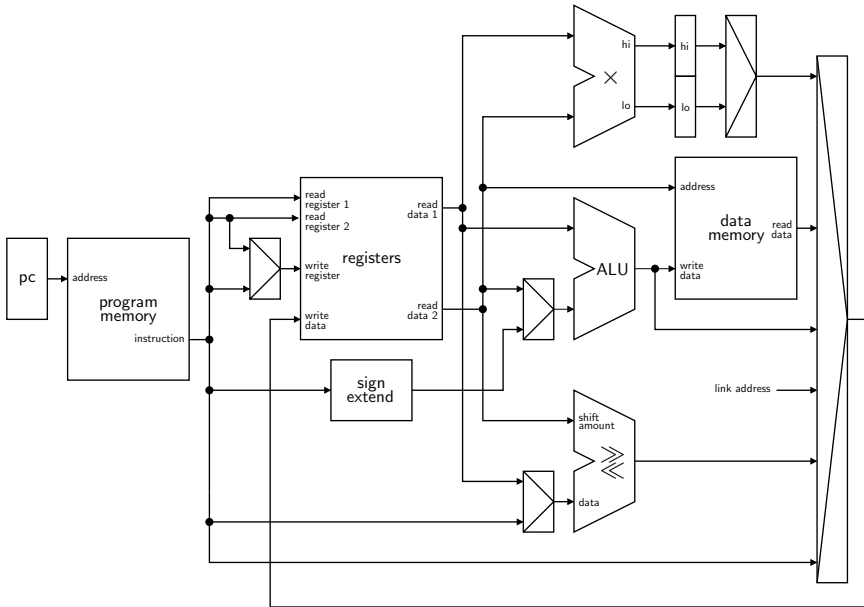 pc
address
program
memory
instruction
read
register 1
read
register 2
write
register
write
data
registers
read
data 1
read
data 2
sign
extend
hi
lo
×
hi
lo
ALU
shift
amount
data
address
data
memory
read
data
write
data
link address